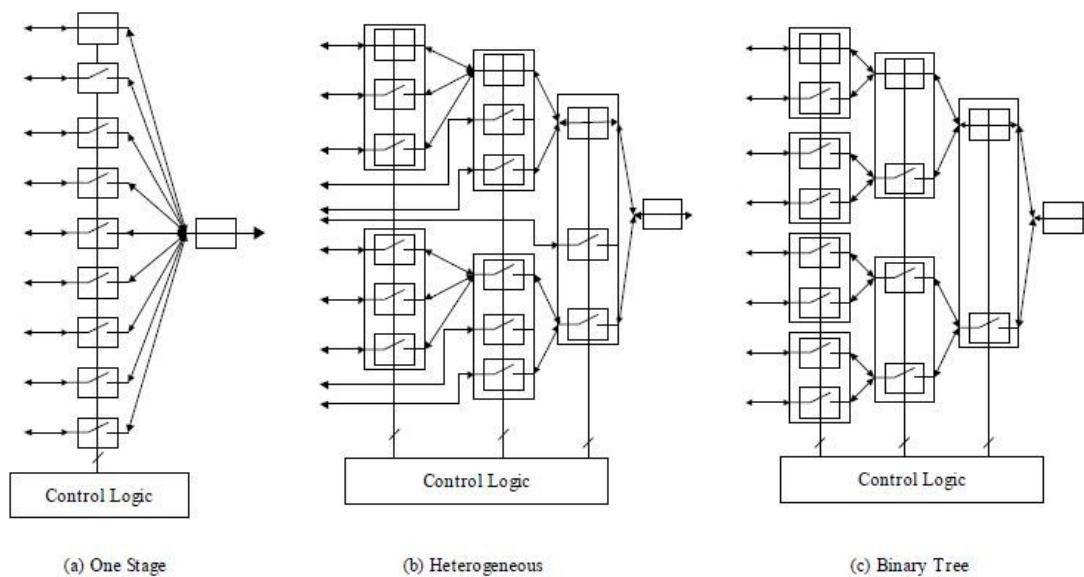 Control Logic
Control Logic
Control Logic
(a) One Stage
(b) Heterogeneous
(c) Binary Tree